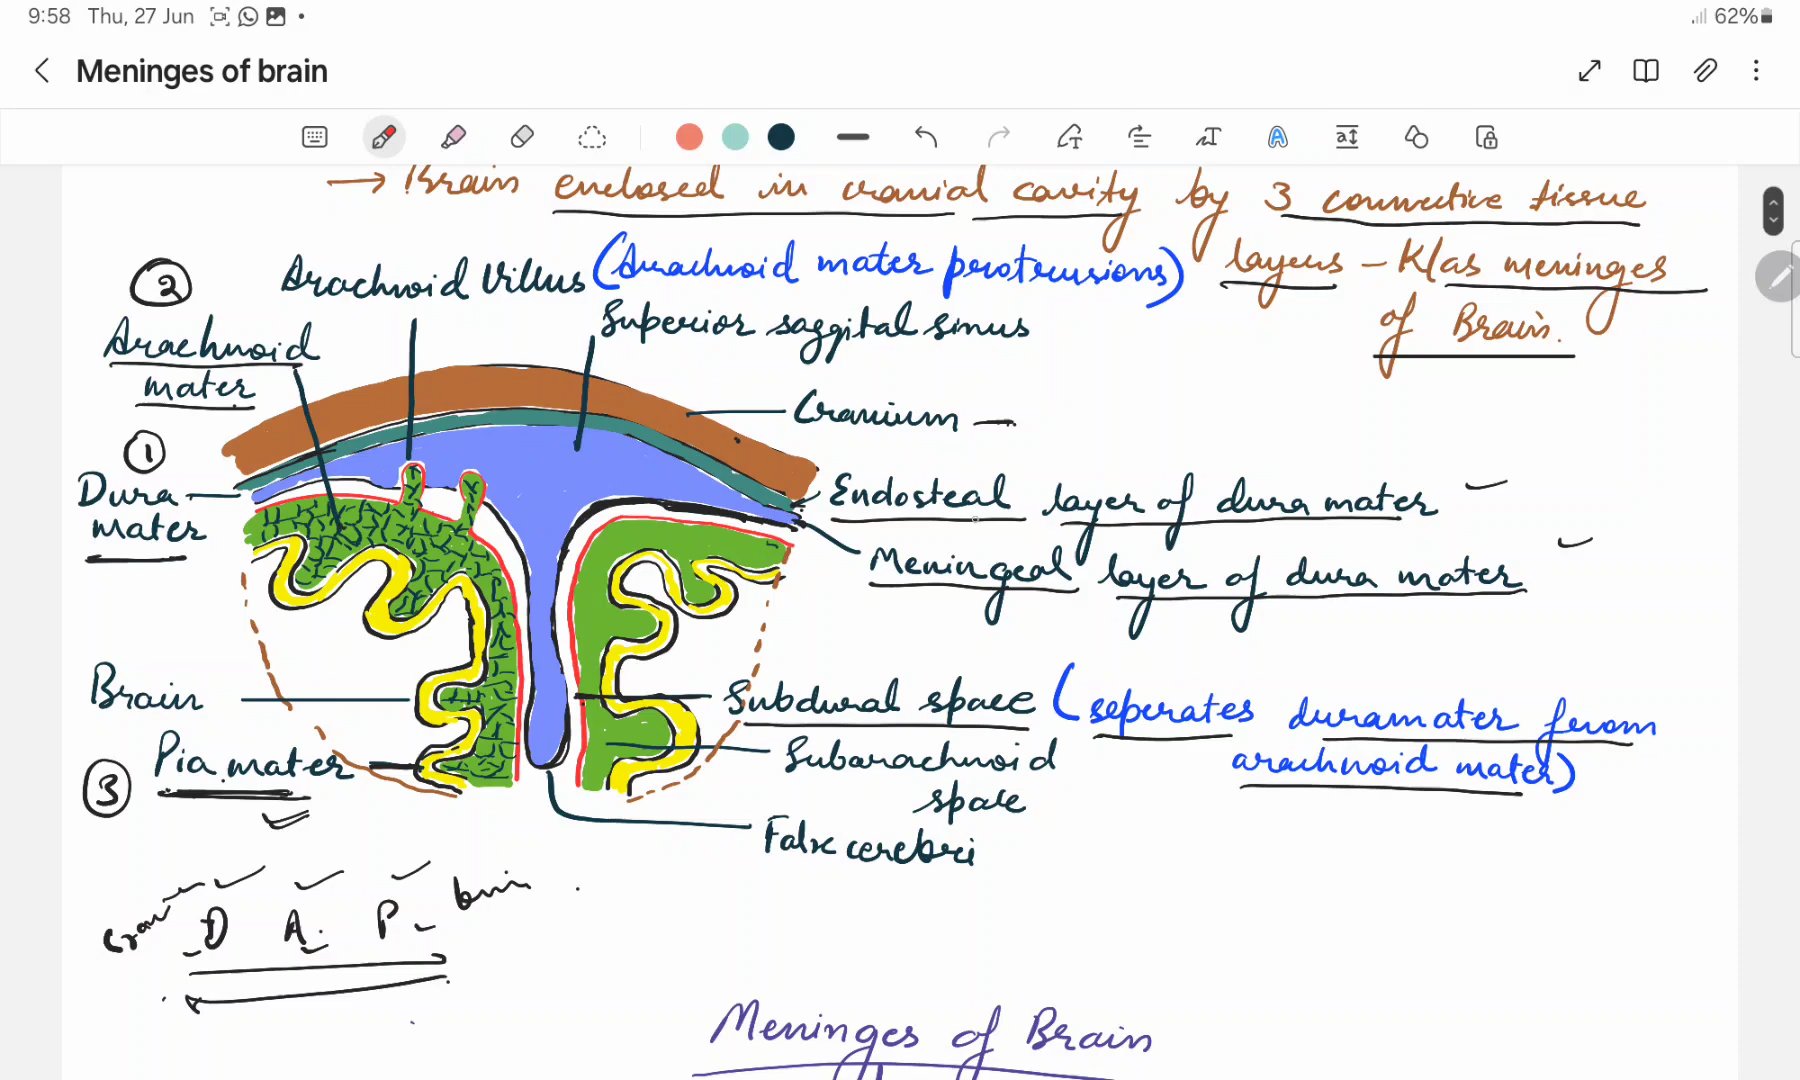 9:58 Thu, 27 Jun
62%
Meninges of brain
→ Brain enclosed in cranial cavity by 3 connective tissue
layers – K/as meninges
of Brain.
②
Arachnoid Villus (Arachnoid mater protrusions)
Superior saggital sinus
Arachnoid
mater
Cranium
①
Dura
mater
Endosteal layer of dura mater
Meningeal layer of dura mater
Brain
Subdural space (seperates duramater from
arachnoid mater)
③
Pia mater
Subarachnoid
space
Falx cerebri
D A. P brain
Meninges of Brain